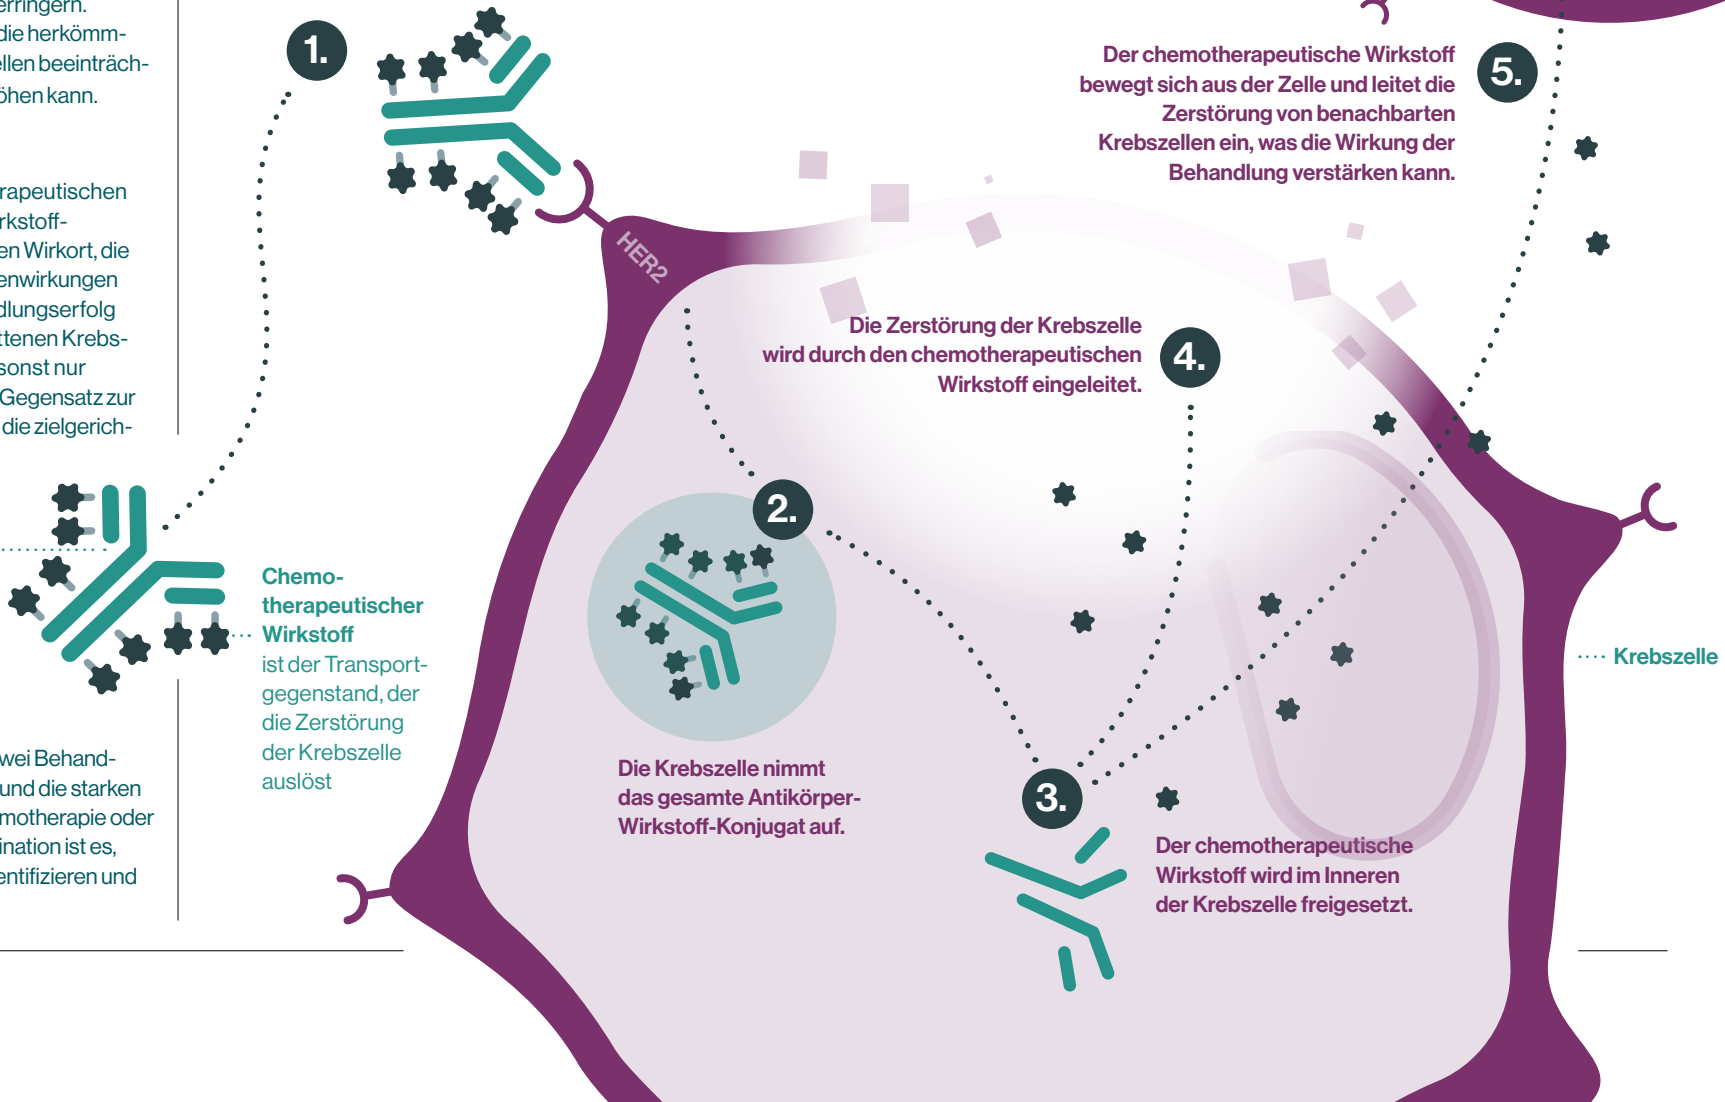 erringern.
die herkömm-
llen beeinträch-
öhen kann.
rapeutischen
rkstoff-
en Wirkort, die
enwirkungen
dlungserfolg
ttenen Krebs-
sonst nur
Gegensatz zur
die zielgerich-
wei Behand-
und die starken
motherapie oder
ination ist es,
entifizieren und
1.
Chemo-
therapeutischer
Wirkstoff
ist der Transport-
gegenstand, der
die Zerstörung
der Krebszelle
auslöst
HER2
2.
Die Krebszelle nimmt
das gesamte Antikörper-
Wirkstoff-Konjugat auf.
3.
Der chemotherapeutische
Wirkstoff wird im Inneren
der Krebszelle freigesetzt.
Die Zerstörung der Krebszelle
wird durch den chemotherapeutischen
Wirkstoff eingeleitet.
4.
Der chemotherapeutische Wirkstoff
bewegt sich aus der Zelle und leitet die
Zerstörung von benachbarten
Krebszellen ein, was die Wirkung der
Behandlung verstärken kann.
5.
Krebszelle